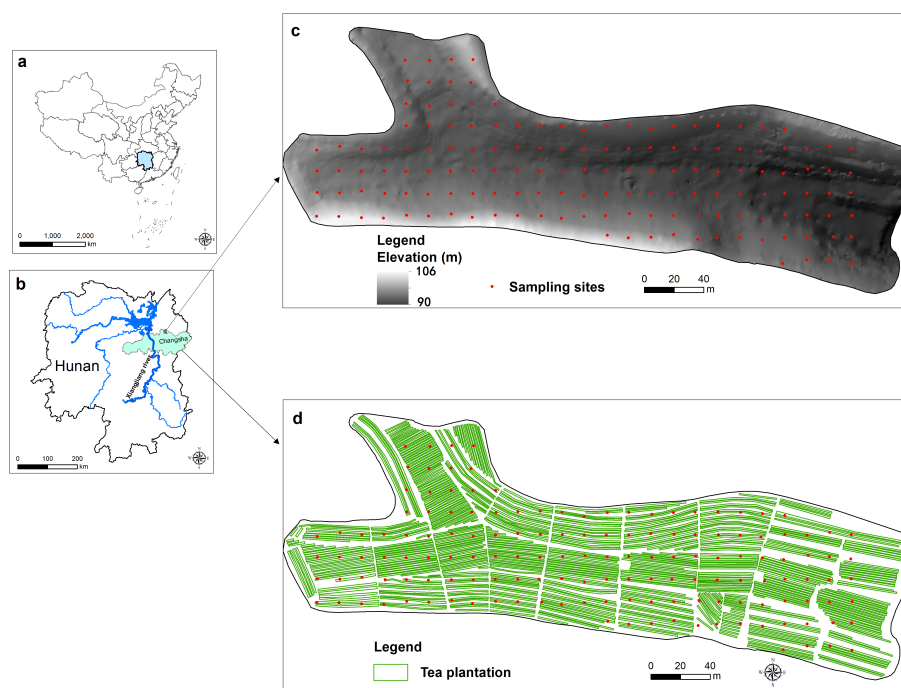 a
0 1,000 2,000
km
N
W E
S
b
Hunan
Changsha
Xiangjiang river
0 100 200
km
N
W E
S
c
Legend
Elevation (m)
106
90
Sampling sites
0 20 40
m
d
Legend
Tea plantation
0 20 40
m
N
W E
S